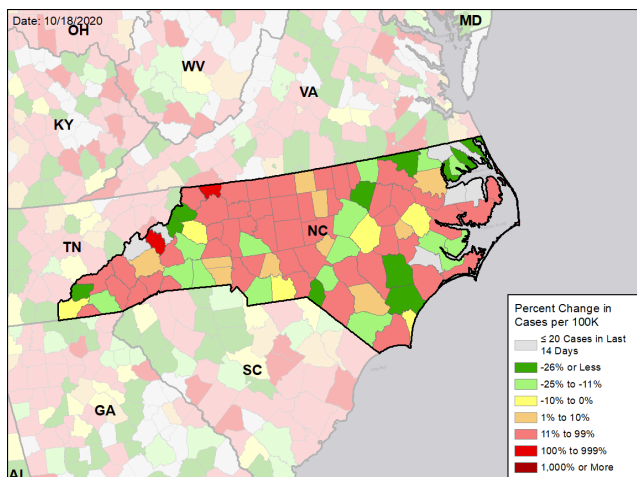 Date: 10/18/2020
OH
MD
WV
VA
KY
TN
NC
SC
GA
AL
Percent Change in
Cases per 100K
≤ 20 Cases in Last
14 Days
-26% or Less
-25% to -11%
-10% to 0%
1% to 10%
11% to 99%
100% to 999%
1,000% or More